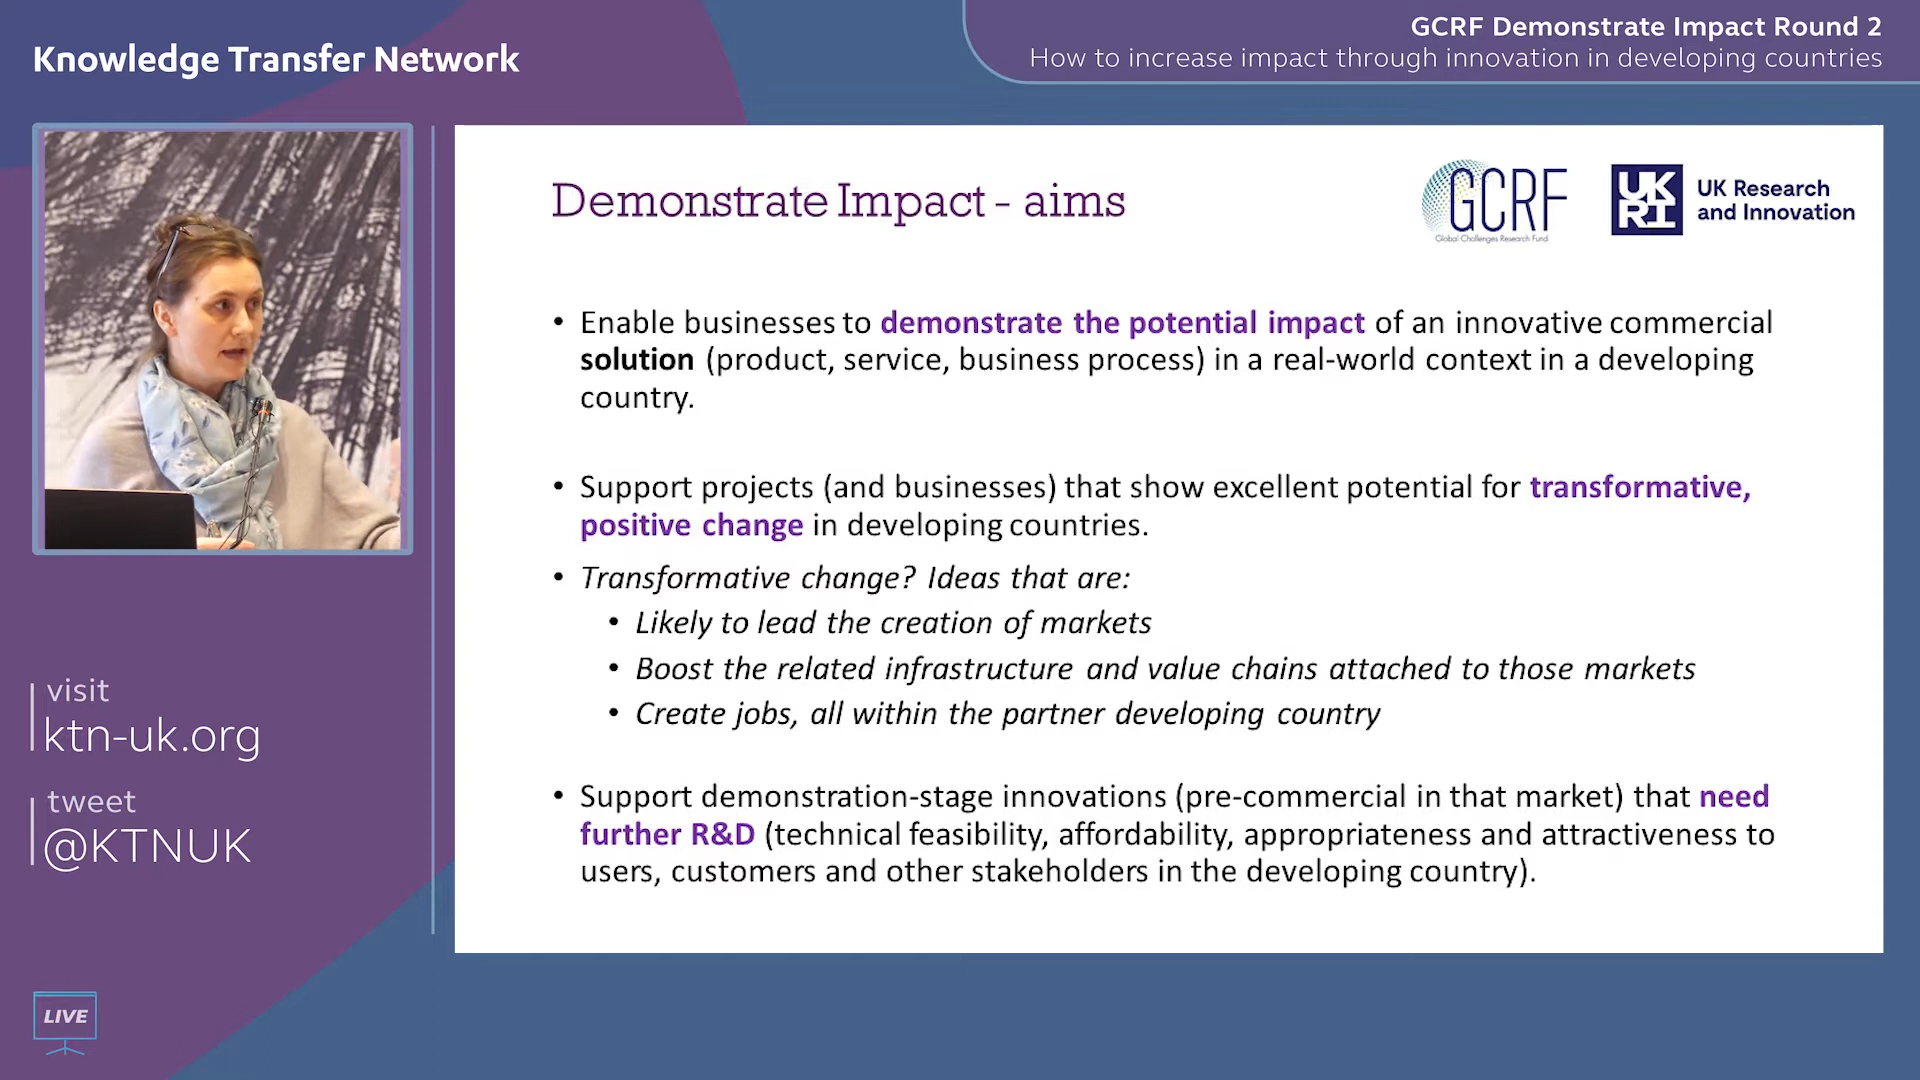 Knowledge Transfer Network
GCRF Demonstrate Impact Round 2
How to increase impact through innovation in developing countries
Demonstrate Impact - aims
GCRF
Global Challenges Research Fund
UK
RI
UK Research
and Innovation
• Enable businesses to demonstrate the potential impact of an innovative commercial
solution (product, service, business process) in a real-world context in a developing
country.
• Support projects (and businesses) that show excellent potential for transformative,
positive change in developing countries.
• Transformative change? Ideas that are:
• Likely to lead the creation of markets
• Boost the related infrastructure and value chains attached to those markets
• Create jobs, all within the partner developing country
• Support demonstration-stage innovations (pre-commercial in that market) that need
further R&D (technical feasibility, affordability, appropriateness and attractiveness to
users, customers and other stakeholders in the developing country).
visit
ktn-uk.org
tweet
@KTNUK
LIVE